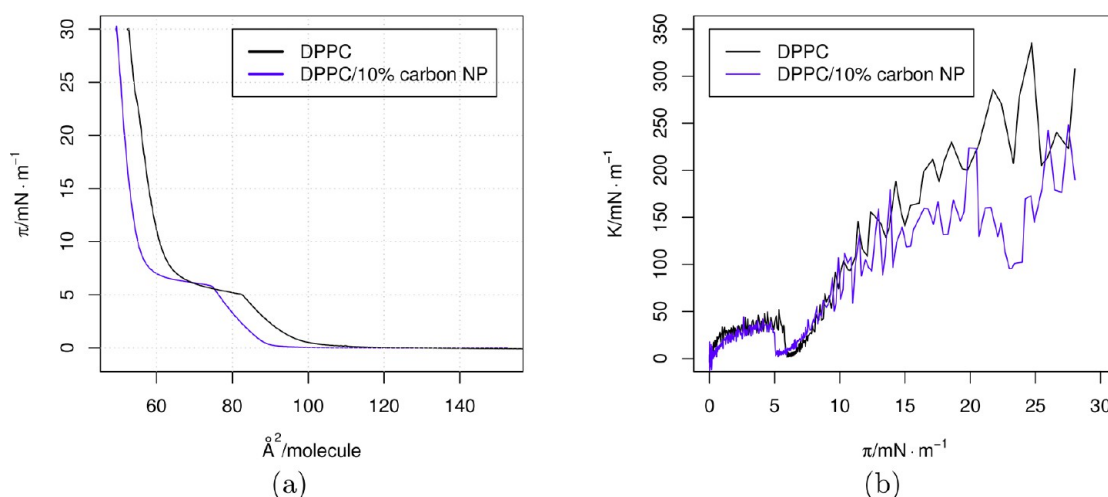 π/mN · m⁻¹
30
25
20
15
10
5
0
DPPC
DPPC/10% carbon NP
60 80 100 120 140
Å²/molecule
(a)
K/mN · m⁻¹
350
300
250
200
150
100
50
0
DPPC
DPPC/10% carbon NP
0 5 10 15 20 25 30
π/mN · m⁻¹
(b)